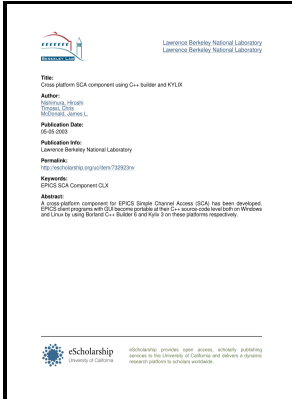 BERKELEY LAB
Lawrence Berkeley National Laboratory
Lawrence Berkeley National Laboratory
Title:
Cross platform SCA component using C++ builder and KYLIX
Author:
Nishimura, Hiroshi
Timossi, Chris
McDonald, James L.
Publication Date:
05-05-2003
Publication Info:
Lawrence Berkeley National Laboratory
Permalink:
http://escholarship.org/uc/item/732923nv
Keywords:
EPICS SCA Component CLX
Abstract:
A cross-platform component for EPICS Simple Channel Access (SCA) has been developed.
EPICS client programs with GUI become portable at their C++ source-code level both on Windows
and Linux by using Borland C++ Builder 6 and Kylix 3 on these platforms respectively.
eScholarship
University of California
eScholarship provides open access, scholarly publishing
services to the University of California and delivers a dynamic
research platform to scholars worldwide.